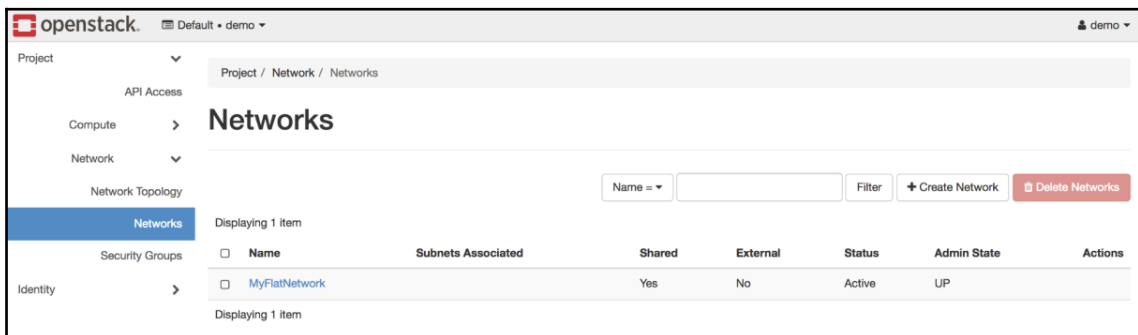 openstack. Default • demo demo
Project
API Access
Compute
Network
Network Topology
Networks
Security Groups
Identity
Project / Network / Networks
Networks
Name = Filter + Create Network Delete Networks
Displaying 1 item
Name Subnets Associated Shared External Status Admin State Actions
MyFlatNetwork Yes No Active UP
Displaying 1 item